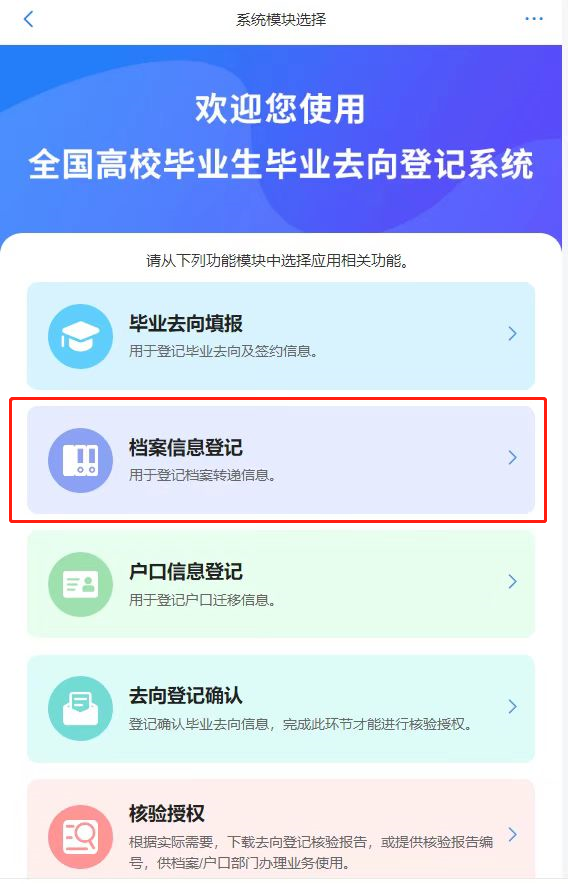 系统模块选择
欢迎您使用
全国高校毕业生毕业去向登记系统
请从下列功能模块中选择应用相关功能。
毕业去向填报
用于登记毕业去向及签约信息。
档案信息登记
用于登记档案转递信息。
户口信息登记
用于登记户口迁移信息。
去向登记确认
登记确认毕业去向信息，完成此环节才能进行核验授权。
核验授权
根据实际需要，下载去向登记核验报告，或提供核验报告编
号，供档案/户口部门办理业务使用。